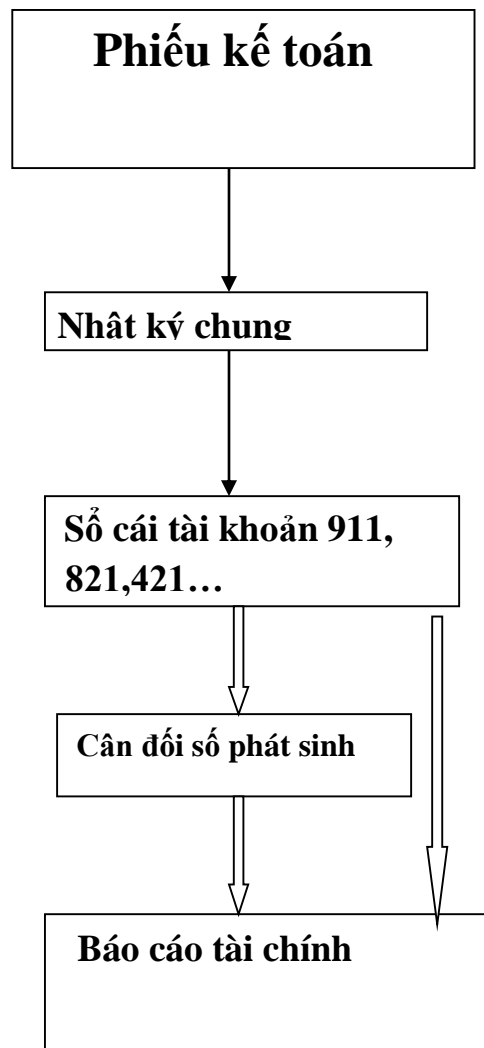 Phiếu kế toán
Nhật ký chung
Sổ cái tài khoản 911,
821,421…
Cân đối số phát sinh
Báo cáo tài chính